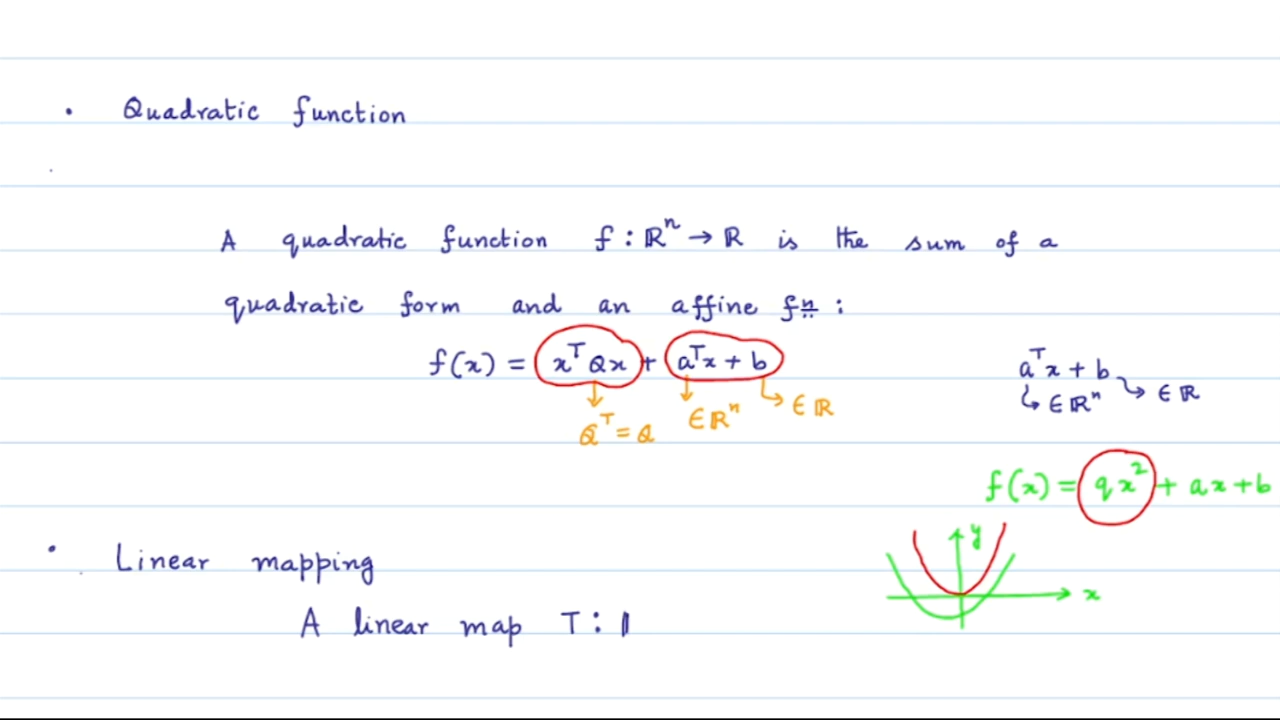 • Quadratic function
A quadratic function f : ℝⁿ → ℝ is the sum of a
quadratic form and an affine fn :
f(x) = xᵀQx + aᵀx + b
Qᵀ = Q
∈ ℝⁿ
∈ ℝ
aᵀx + b
∈ ℝⁿ
∈ ℝ
f(x) = qx² + ax + b
y
x
• Linear mapping
A linear map T :